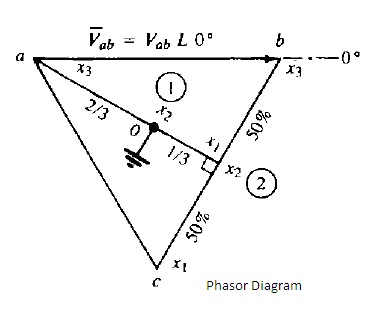 V̅ab = Vab L 0°
a
b
0°
x3
x3
1
2/3
x2
0
1/3
x1
50%
x2
2
50%
x1
c
Phasor Diagram